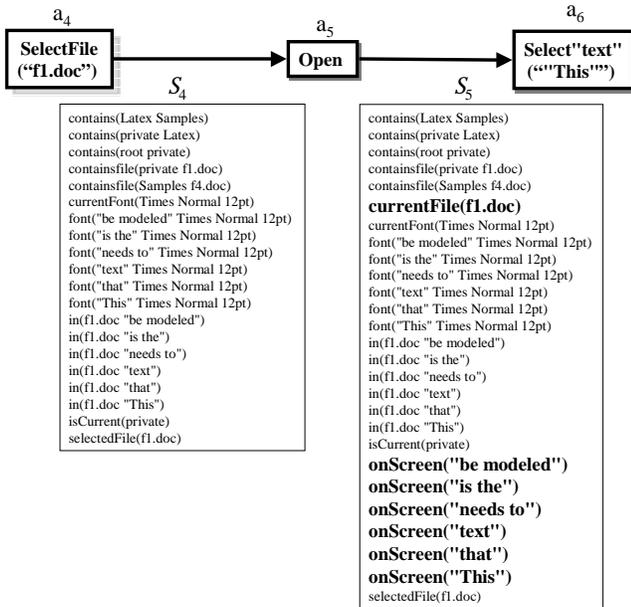 a4
a5
a6
SelectFile
("f1.doc")
Open
Select"text"
(“"This"”)
S4
S5
contains(Latex Samples)
contains(private Latex)
contains(root private)
containsfile(private f1.doc)
containsfile(Samples f4.doc)
currentFont(Times Normal 12pt)
font("be modeled" Times Normal 12pt)
font("is the" Times Normal 12pt)
font("needs to" Times Normal 12pt)
font("text" Times Normal 12pt)
font("that" Times Normal 12pt)
font("This" Times Normal 12pt)
in(f1.doc "be modeled")
in(f1.doc "is the")
in(f1.doc "needs to")
in(f1.doc "text")
in(f1.doc "that")
in(f1.doc "This")
isCurrent(private)
selectedFile(f1.doc)
contains(Latex Samples)
contains(private Latex)
contains(root private)
containsfile(private f1.doc)
containsfile(Samples f4.doc)
currentFile(f1.doc)
currentFont(Times Normal 12pt)
font("be modeled" Times Normal 12pt)
font("is the" Times Normal 12pt)
font("needs to" Times Normal 12pt)
font("text" Times Normal 12pt)
font("that" Times Normal 12pt)
font("This" Times Normal 12pt)
in(f1.doc "be modeled")
in(f1.doc "is the")
in(f1.doc "needs to")
in(f1.doc "text")
in(f1.doc "that")
in(f1.doc "This")
isCurrent(private)
onScreen("be modeled")
onScreen("is the")
onScreen("needs to")
onScreen("text")
onScreen("that")
onScreen("This")
selectedFile(f1.doc)